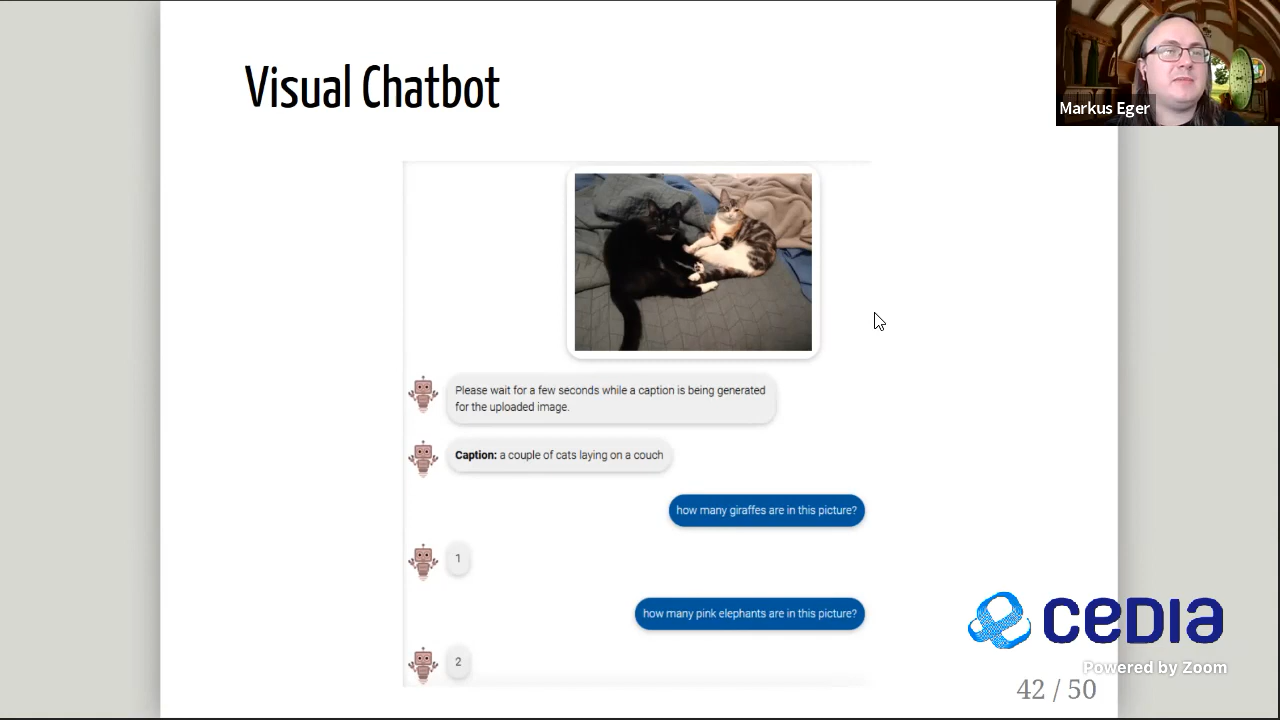 Visual Chatbot
Markus Eger
Please wait for a few seconds while a caption is being generated
for the uploaded image.
Caption: a couple of cats laying on a couch
how many giraffes are in this picture?
1
how many pink elephants are in this picture?
2
CEDIA
Powered by Zoom
42 / 50